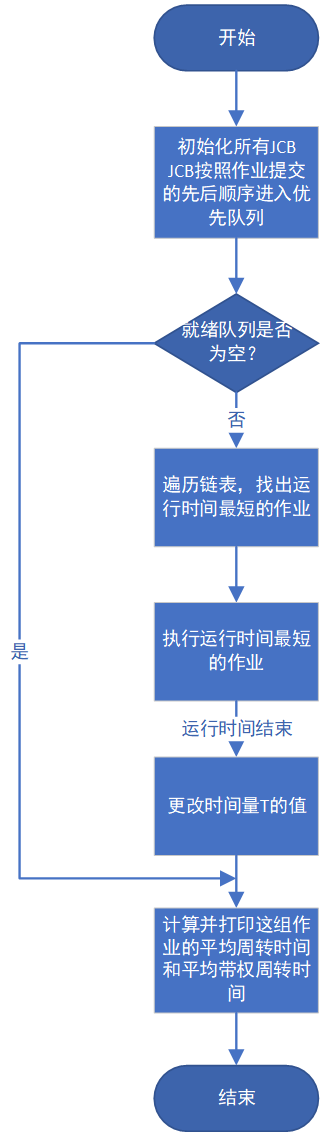 开始
初始化所有JCB
JCB按照作业提交
的先后顺序进入优
先队列
就绪队列是否
为空?
否
遍历链表，找出运
行时间最短的作业
执行运行时间最短
的作业
是
运行时间结束
更改时间量T的值
计算并打印这组作
业的平均周转时间
和平均带权周转时
间
结束